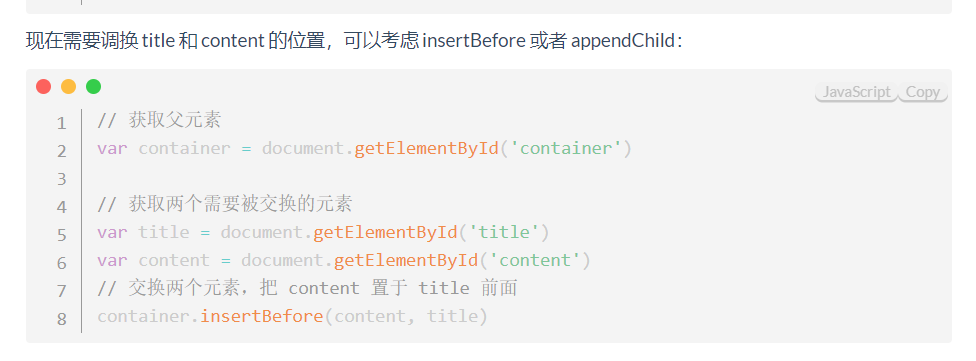 现在需要调换 title 和 content 的位置，可以考虑 insertBefore 或者 appendChild：
JavaScript Copy
1 // 获取父元素
2 var container = document.getElementById('container')
3
4 // 获取两个需要被交换的元素
5 var title = document.getElementById('title')
6 var content = document.getElementById('content')
7 // 交换两个元素，把 content 置于 title 前面
8 container.insertBefore(content, title)